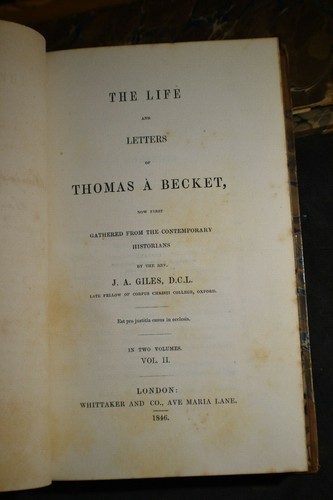 THE LIFE
AND
LETTERS
OF
THOMAS À BECKET,
NOW FIRST
GATHERED FROM THE CONTEMPORARY
HISTORIANS
BY THE REV.
J. A. GILES, D.C.L.
LATE FELLOW OF CORPUS CHRISTI COLLEGE, OXFORD.
Est pro justitia census in ecclesia.
IN TWO VOLUMES.
VOL. II.
LONDON:
WHITTAKER AND CO., AVE MARIA LANE.
1846.